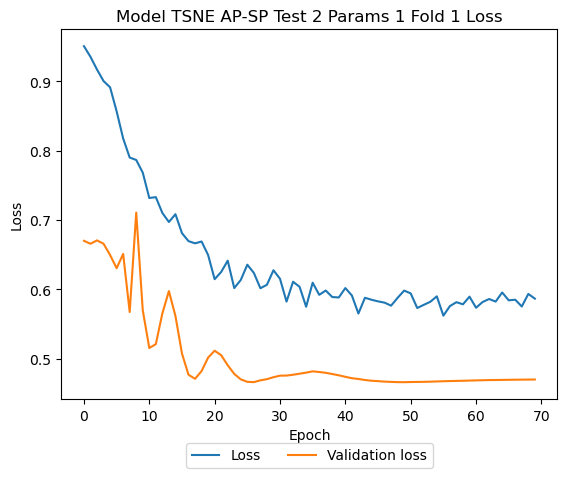 Model TSNE AP-SP Test 2 Params 1 Fold 1 Loss
0.9
0.8
0.7
0.6
0.5
Loss
0 10 20 30 40 50 60 70
Epoch
Loss Validation loss